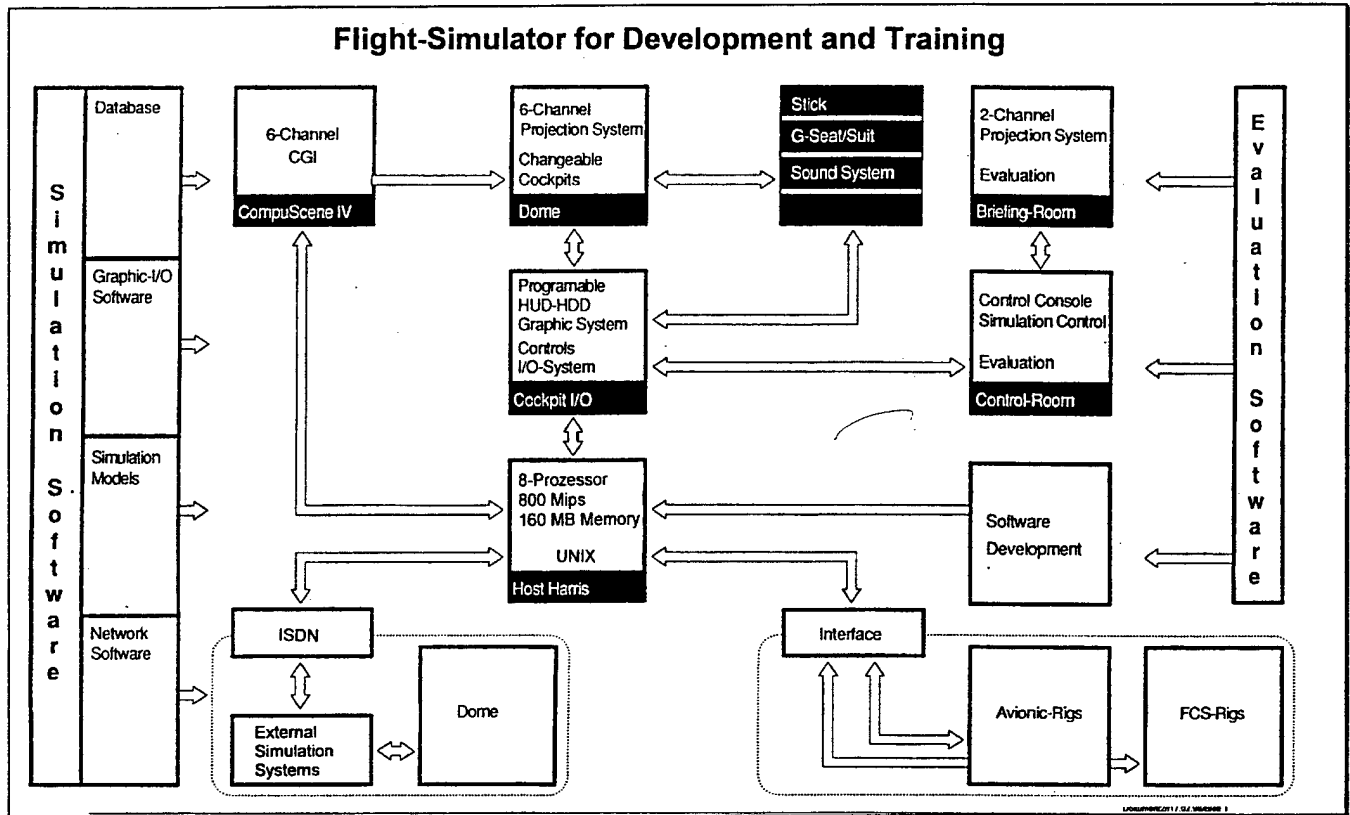 Flight-Simulator for Development and Training
Simulation Software
Database
Graphic-I/O
Software
Simulation
Models
Network
Software
6-Channel
CGI
CompuScene IV
6-Channel
Projection System
Changeable
Cockpits
Dome
Stick
G-Seat/Suit
Sound System
2-Channel
Projection System
Evaluation
Briefing-Room
Programable
HUD-HDD
Graphic System
Controls
I/O-System
Cockpit I/O
Control Console
Simulation Control
Evaluation
Control-Room
8-Prozessor
800 Mips
160 MB Memory
UNIX
Host Harris
Software
Development
ISDN
External
Simulation
Systems
Dome
Interface
Avionic-Rigs
FCS-Rigs
Evaluation Software